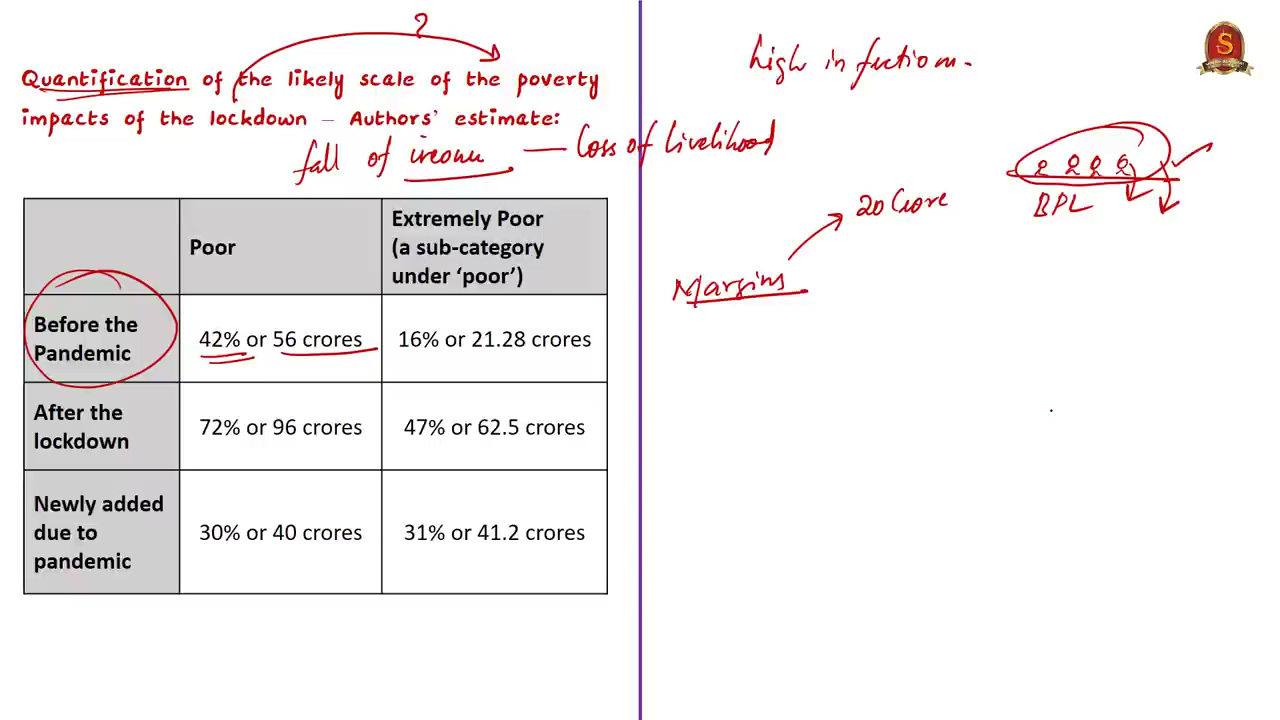 Quantification of the likely scale of the poverty
impacts of the lockdown – Authors' estimate:
fall of income — Loss of livelihood
Poor
Extremely Poor
(a sub-category
under 'poor')
Before the
Pandemic
42% or 56 crores
16% or 21.28 crores
After the
lockdown
72% or 96 crores
47% or 62.5 crores
Newly added
due to
pandemic
30% or 40 crores
31% or 41.2 crores
high infection.
BPL
20 Crore
Margins
S